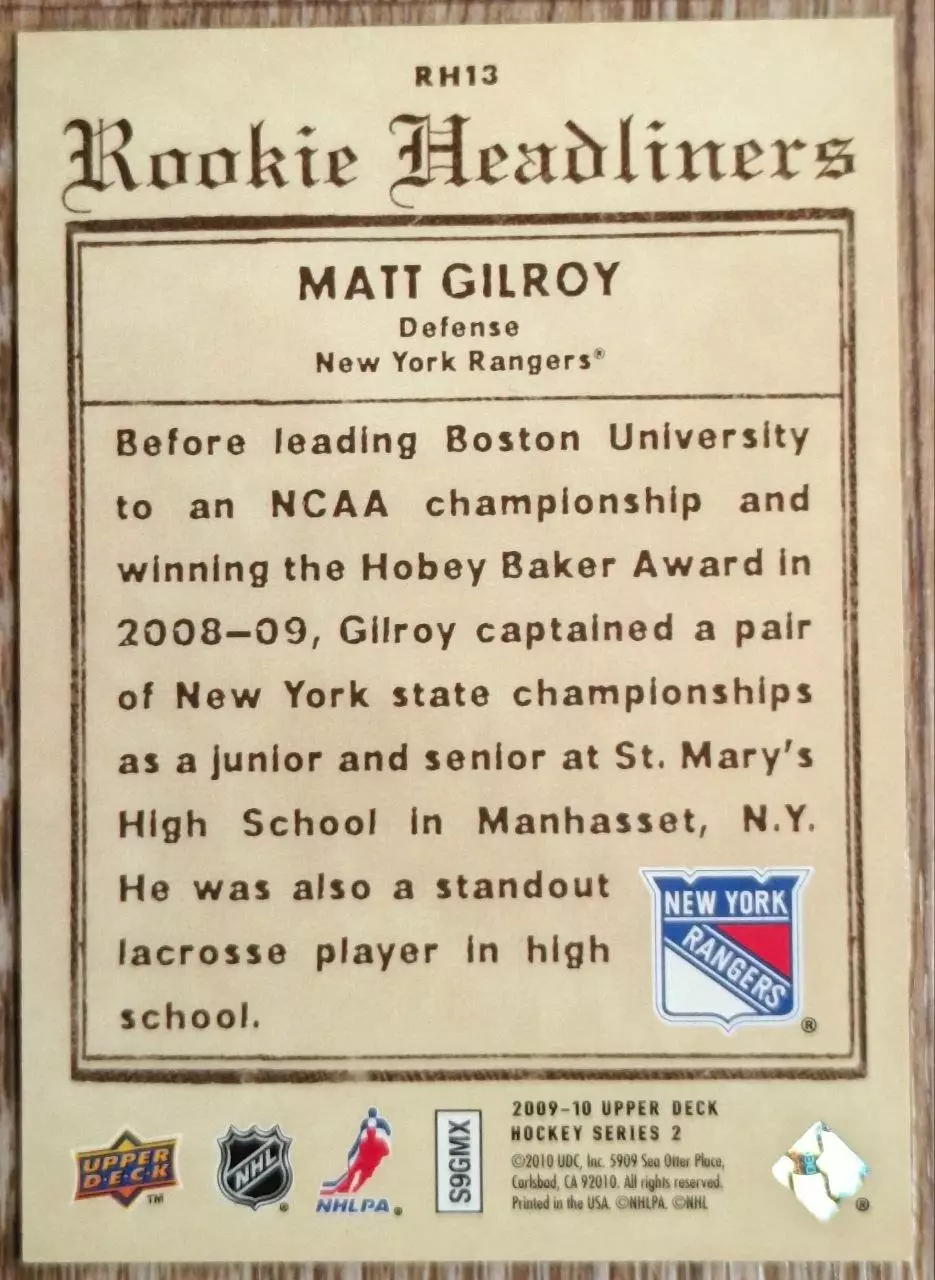 RH13
Rookie Headliners
MATT GILROY
Defense
New York Rangers®
Before leading Boston University
to an NCAA championship and
winning the Hobey Baker Award in
2008–09, Gilroy captained a pair
of New York state championships
as a junior and senior at St. Mary's
High School in Manhasset, N.Y.
He was also a standout
lacrosse player in high
school.
NEW YORK
RANGERS
®
UPPER
D·E·C·K
TM
NHL
®
NHLPA®
S9GMX
2009-10 UPPER DECK
HOCKEY SERIES 2
©2010 UDC, Inc. 5909 Sea Otter Place,
Carlsbad, CA 92010. All rights reserved.
Printed in the USA. ©NHLPA. ©NHL
®